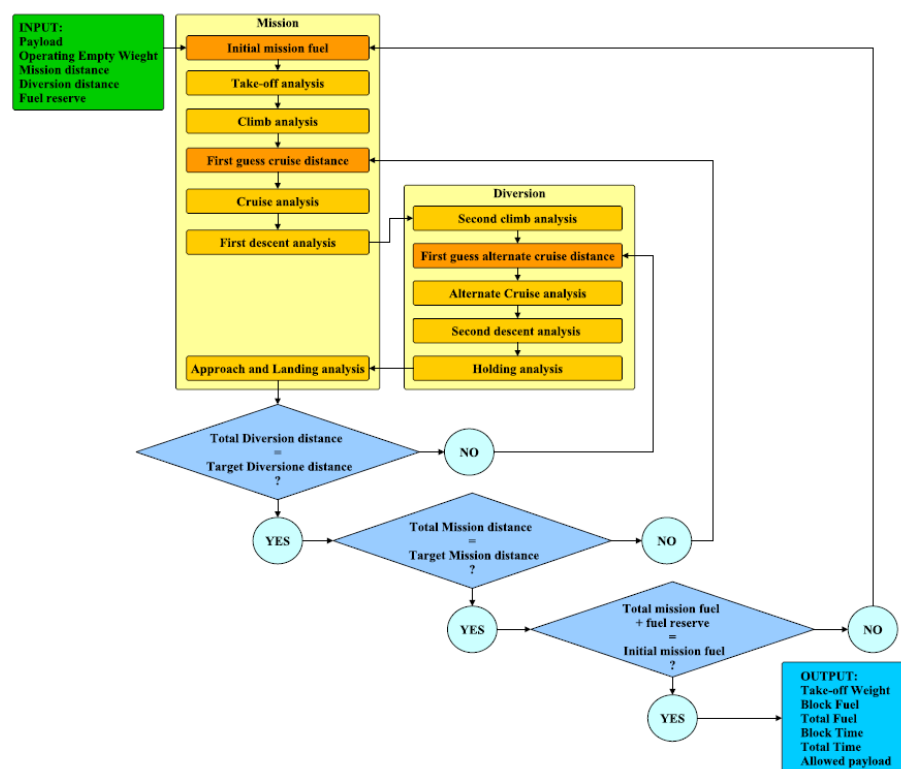 INPUT:
Payload
Operating Empty Wieght
Mission distance
Diversion distance
Fuel reserve
Mission
Initial mission fuel
Take-off analysis
Climb analysis
First guess cruise distance
Cruise analysis
First descent analysis
Diversion
Second climb analysis
First guess alternate cruise distance
Alternate Cruise analysis
Second descent analysis
Holding analysis
Approach and Landing analysis
Total Diversion distance
=
Target Diversione distance
?
NO
YES
Total Mission distance
=
Target Mission distance
?
NO
YES
Total mission fuel
+ fuel reserve
=
Initial mission fuel
?
NO
YES
OUTPUT:
Take-off Weight
Block Fuel
Total Fuel
Block Time
Total Time
Allowed payload